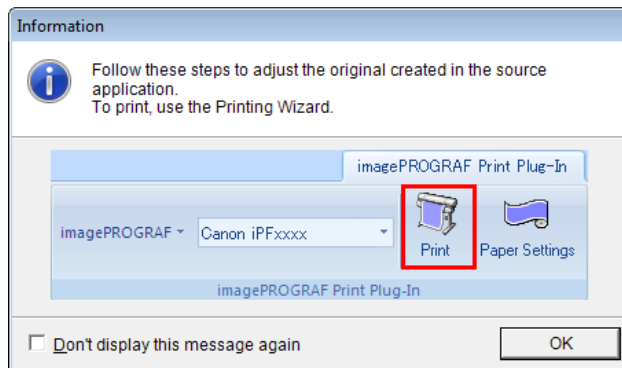 Information
Follow these steps to adjust the original created in the source
application.
To print, use the Printing Wizard.
imagePROGRAF Print Plug-In
imagePROGRAF
Canon iPFxxxx
Print
Paper Settings
imagePROGRAF Print Plug-In
Don't display this message again
OK